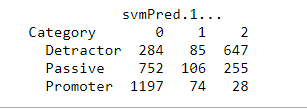 svmPred.1...
Category 0 1 2
Detractor 284 85 647
Passive 752 106 255
Promoter 1197 74 28